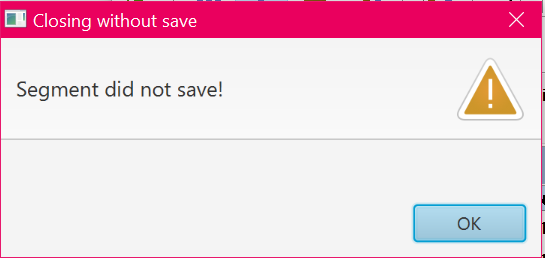 Closing without save
Segment did not save!
OK